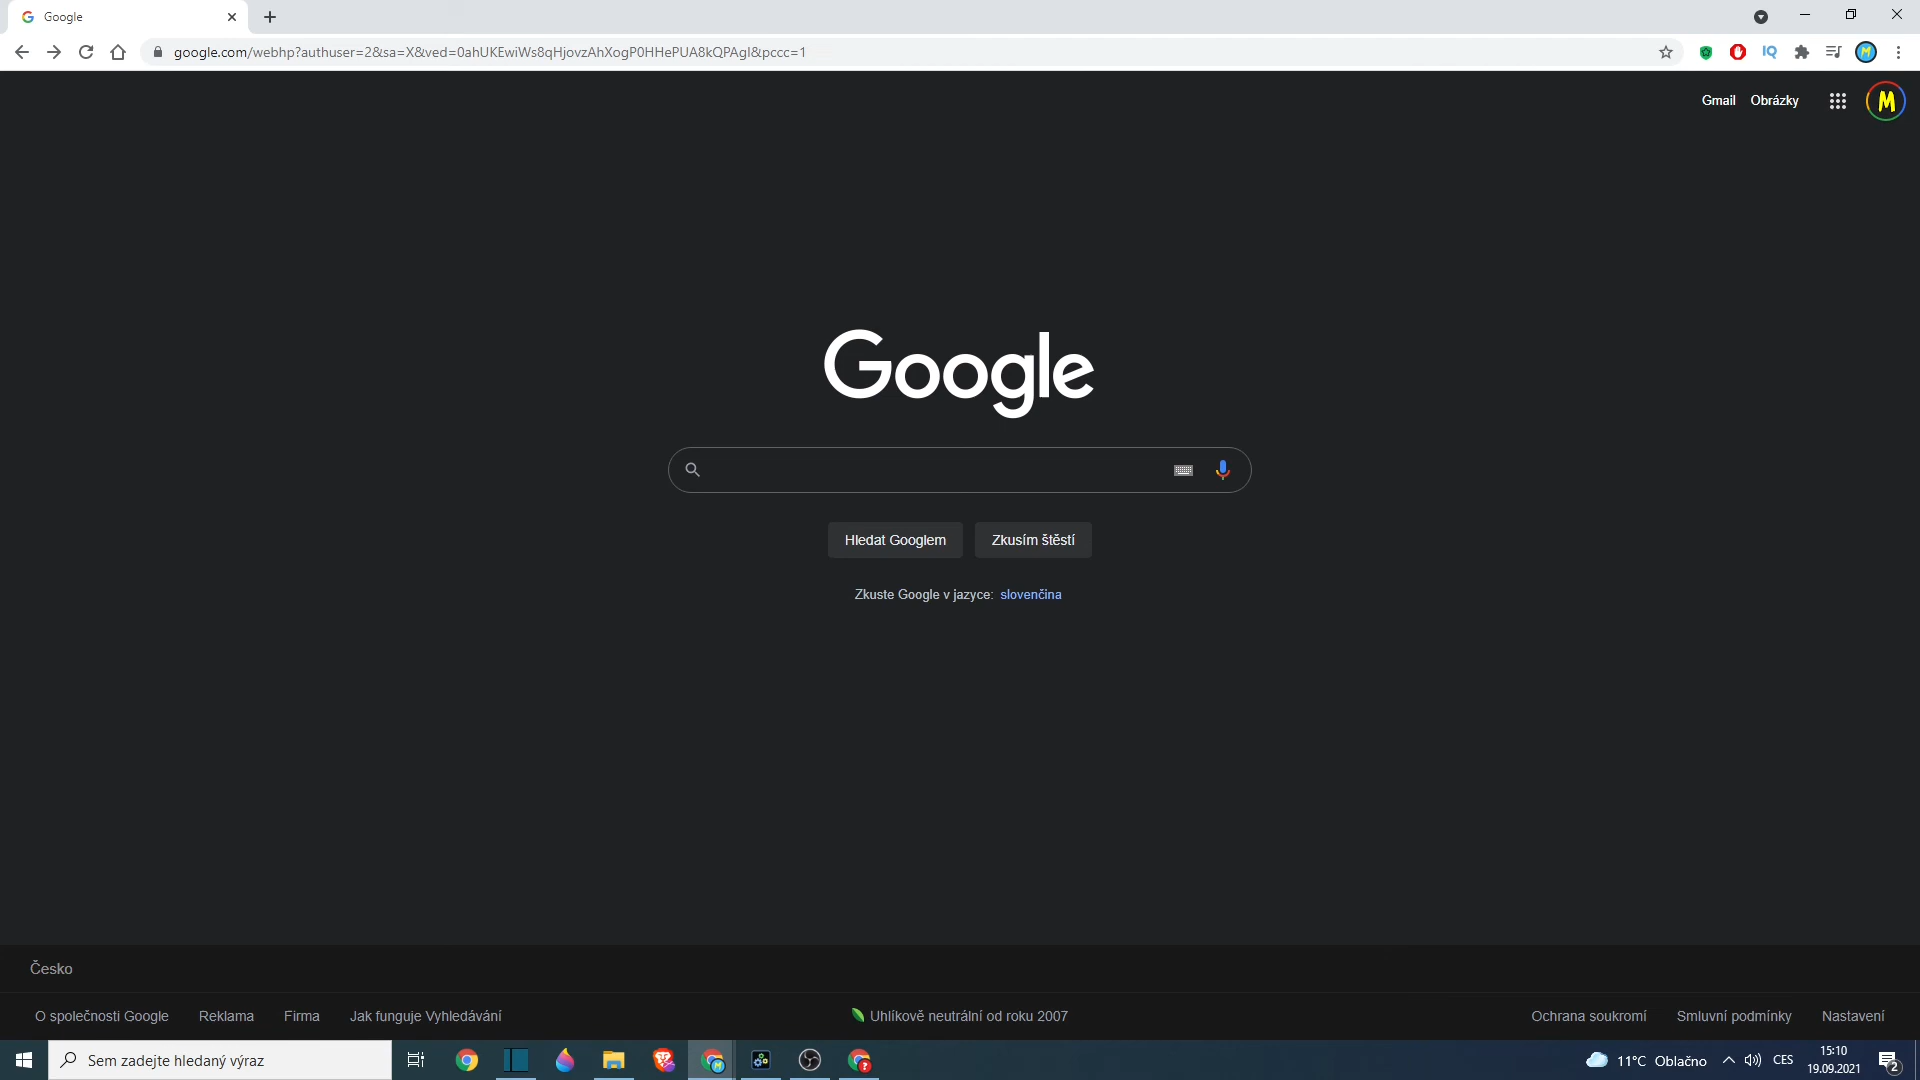 Google
google.com/webhp?authuser=2&sa=X&ved=0ahUKEwiWs8qHjovzAhXogP0HHePUA8kQPAgI&pccc=1
IQ
M
Gmail Obrázky
M
Google
Hledat Googlem Zkusím štěstí
Zkuste Google v jazyce: slovenčina
Česko
O společnosti Google Reklama Firma Jak funguje Vyhledávání
Uhlíkově neutrální od roku 2007
Ochrana soukromí Smluvní podmínky Nastavení
Sem zadejte hledaný výraz
M
?
11°C Oblačno
CES
15:10
19.09.2021
2